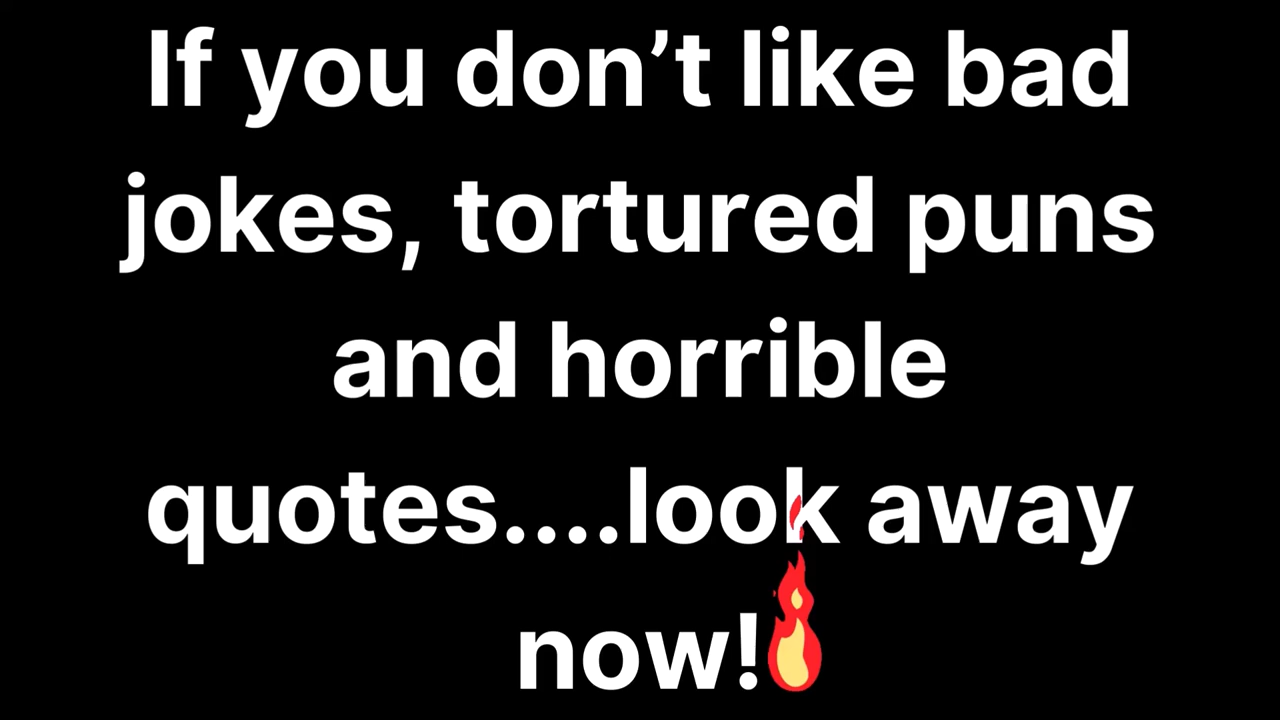 If you don’t like bad
jokes, tortured puns
and horrible
quotes....look away
now!